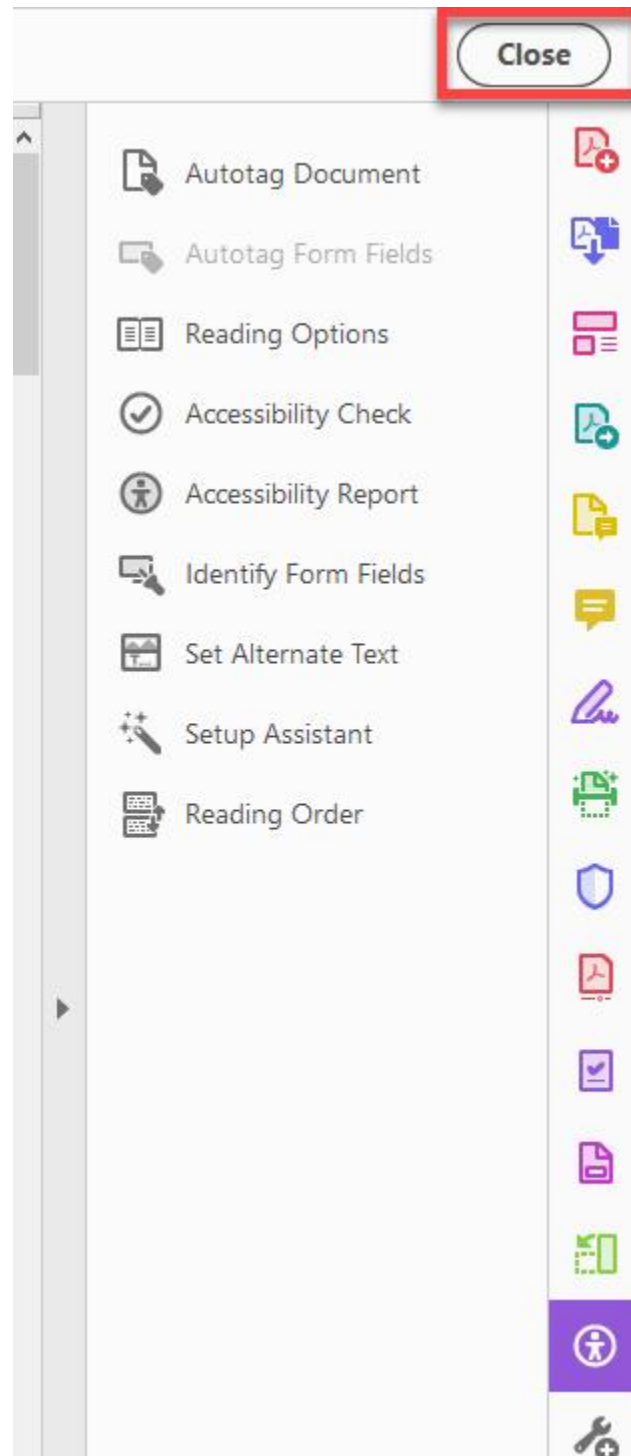 Close
Autotag Document
Autotag Form Fields
Reading Options
Accessibility Check
Accessibility Report
Identify Form Fields
Set Alternate Text
Setup Assistant
Reading Order